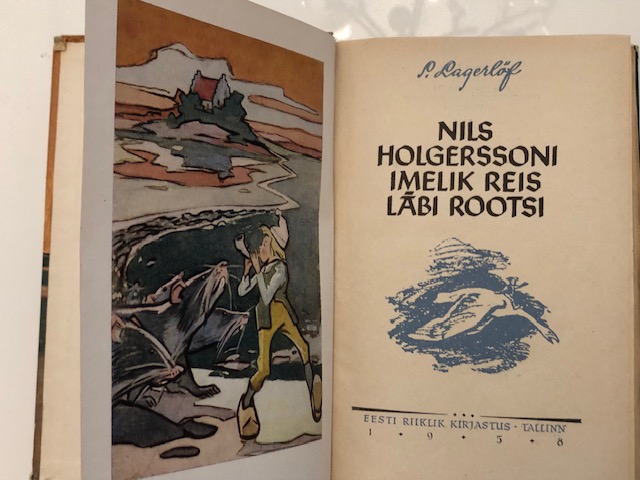 S. Lagerlöf
NILS
HOLGERSSONI
IMELIK REIS
LÄBI ROOTSI
EESTI RIIKLIK KIRJASTUS · TALLINN
1 · 9 · 5 · 8